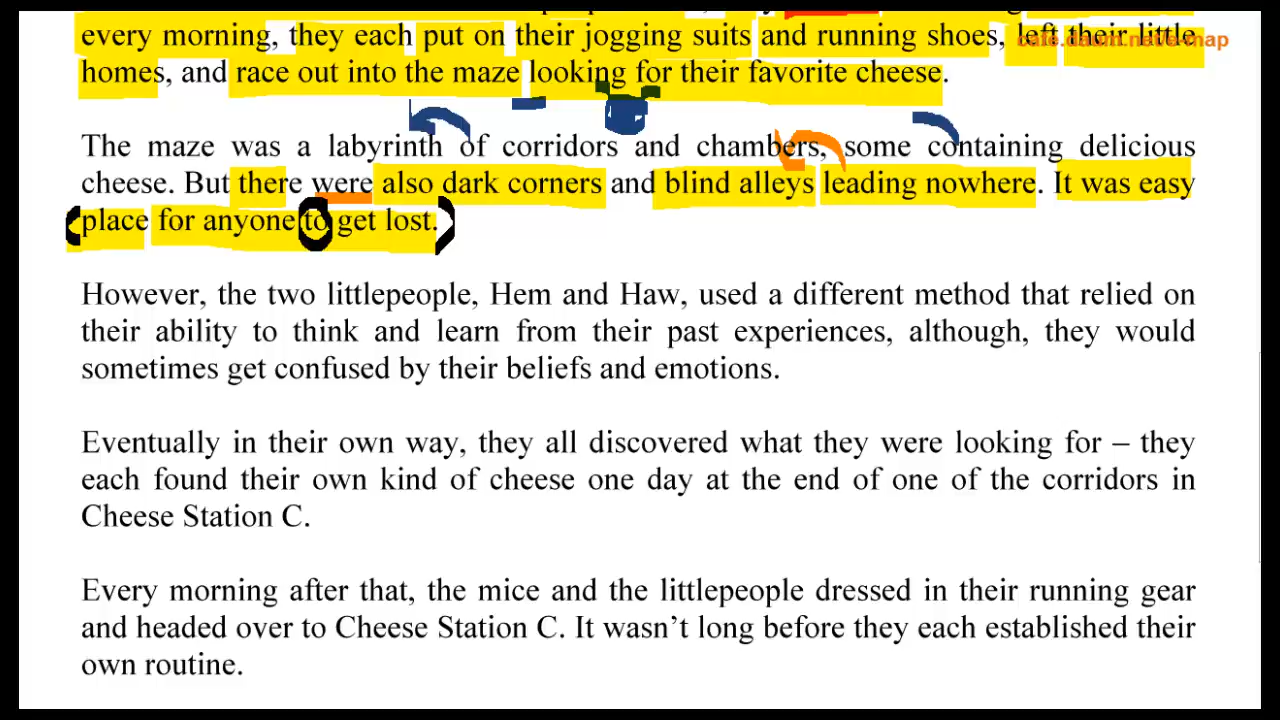 every morning, they each put on their jogging suits and running shoes, left their little
cafe.daum.net/s-map
homes, and race out into the maze looking for their favorite cheese.
The maze was a labyrinth of corridors and chambers, some containing delicious
cheese. But there were also dark corners and blind alleys leading nowhere. It was easy
place for anyone to get lost.
However, the two littlepeople, Hem and Haw, used a different method that relied on
their ability to think and learn from their past experiences, although, they would
sometimes get confused by their beliefs and emotions.
Eventually in their own way, they all discovered what they were looking for – they
each found their own kind of cheese one day at the end of one of the corridors in
Cheese Station C.
Every morning after that, the mice and the littlepeople dressed in their running gear
and headed over to Cheese Station C. It wasn’t long before they each established their
own routine.